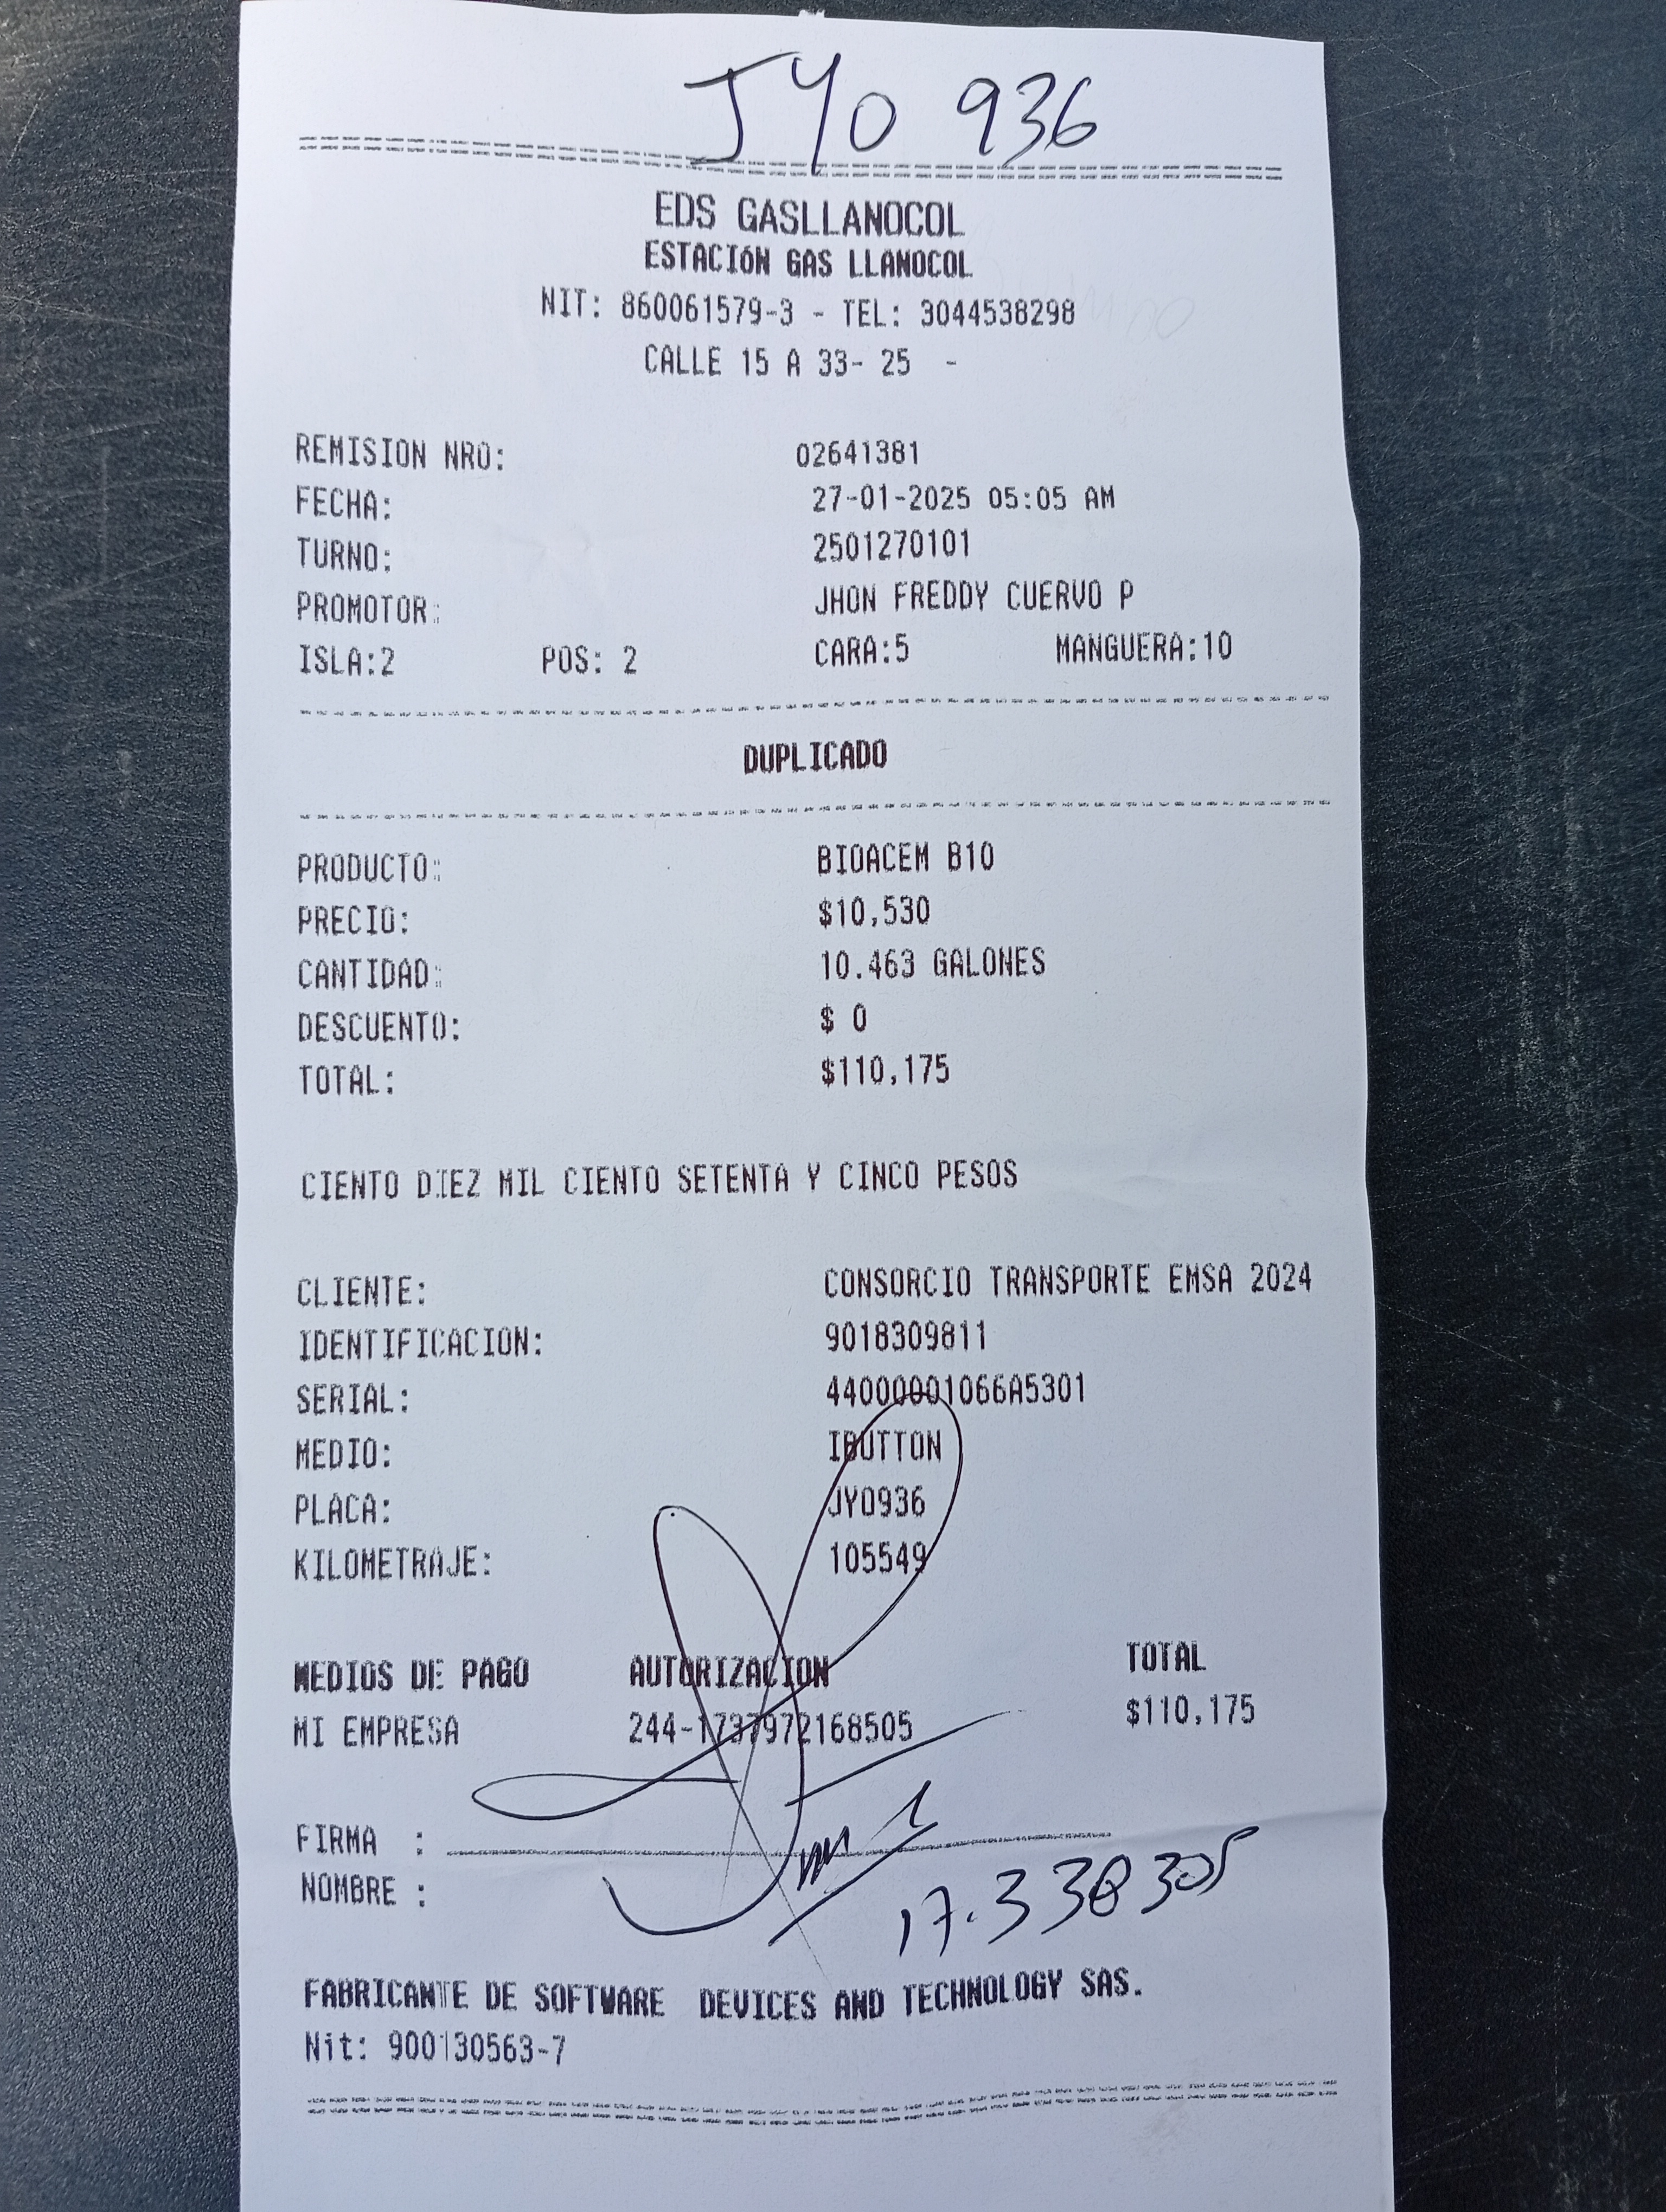 JYO 936
EDS GASLLANOCOL
ESTACIÓN GAS LLANOCOL
NIT: 860061579-3 - TEL: 3044538298
CALLE 15 A 33- 25 -
REMISION NRO: 02641381
FECHA: 27-01-2025 05:05 AM
TURNO: 2501270101
PROMOTOR: JHON FREDDY CUERVO P
ISLA:2 POS: 2 CARA:5 MANGUERA:10
DUPLICADO
PRODUCTO: BIOACEM B10
PRECIO: $10,530
CANTIDAD: 10.463 GALONES
DESCUENTO: $ 0
TOTAL: $110,175
CIENTO DIEZ MIL CIENTO SETENTA Y CINCO PESOS
CLIENTE: CONSORCIO TRANSPORTE EMSA 2024
IDENTIFICACION: 9018309811
SERIAL: 44000001066A5301
MEDIO: IBUTTON
PLACA: JYO936
KILOMETRAJE: 105549
MEDIOS DE PAGO AUTORIZACION TOTAL
MI EMPRESA 244-1737972168505 $110,175
FIRMA :
NOMBRE : 17.338305
FABRICANTE DE SOFTWARE DEVICES AND TECHNOLOGY SAS.
Nit: 900130563-7